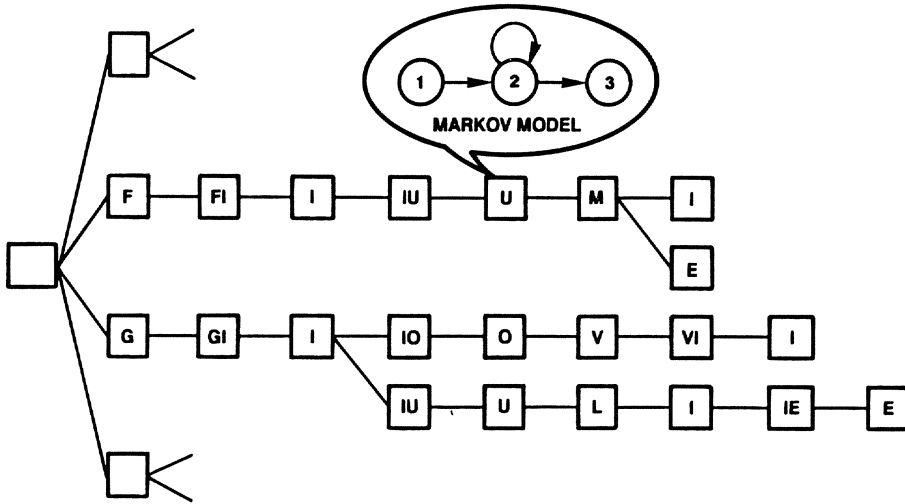 1 2 3
MARKOV MODEL
F FI I IU U M I
E
G GI I IO O V VI I
IU U L I IE E